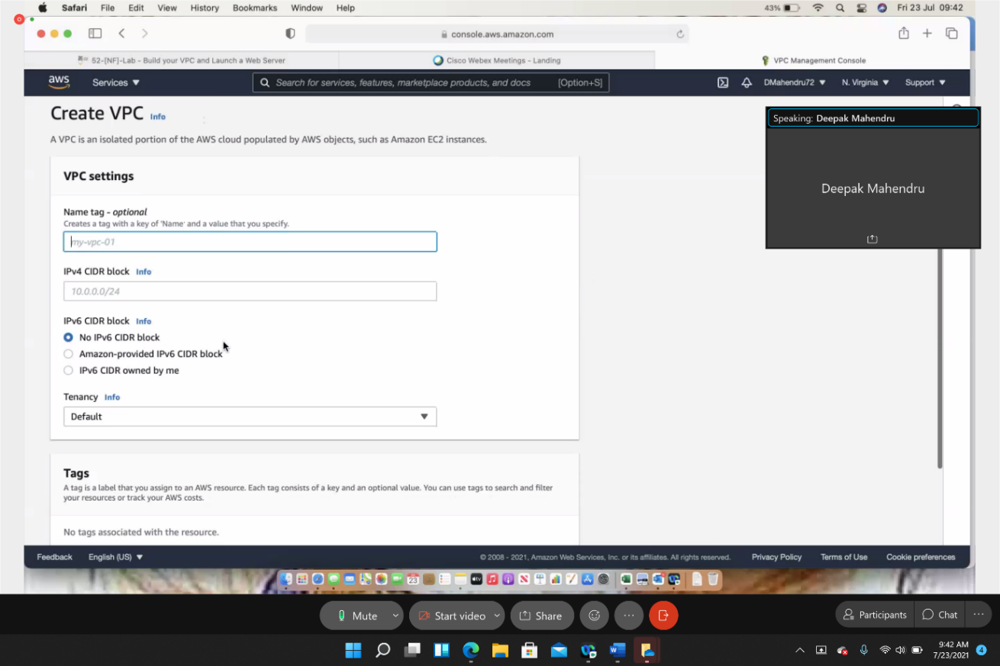 Safari File Edit View History Bookmarks Window Help 43% Fri 23 Jul 09:42
console.aws.amazon.com
52-[NF]-Lab - Build your VPC and Launch a Web Server Cisco Webex Meetings - Landing VPC Management Console
aws Services Search for services, features, marketplace products, and docs [Option+S] DMahendru72 N. Virginia Support
Create VPC Info
Speaking: Deepak Mahendru
A VPC is an isolated portion of the AWS cloud populated by AWS objects, such as Amazon EC2 instances.
VPC settings
Deepak Mahendru
Name tag - optional
Creates a tag with a key of 'Name' and a value that you specify.
my-vpc-01
IPv4 CIDR block Info
10.0.0.0/24
IPv6 CIDR block Info
No IPv6 CIDR block
Amazon-provided IPv6 CIDR block
IPv6 CIDR owned by me
Tenancy Info
Default
Tags
A tag is a label that you assign to an AWS resource. Each tag consists of a key and an optional value. You can use tags to search and filter
your resources or track your AWS costs.
No tags associated with the resource.
Feedback English (US) © 2008 - 2021, Amazon Web Services, Inc. or its affiliates. All rights reserved. Privacy Policy Terms of Use Cookie preferences
23
tv
Mute Start video Share Participants Chat
9:42 AM
7/23/2021
4